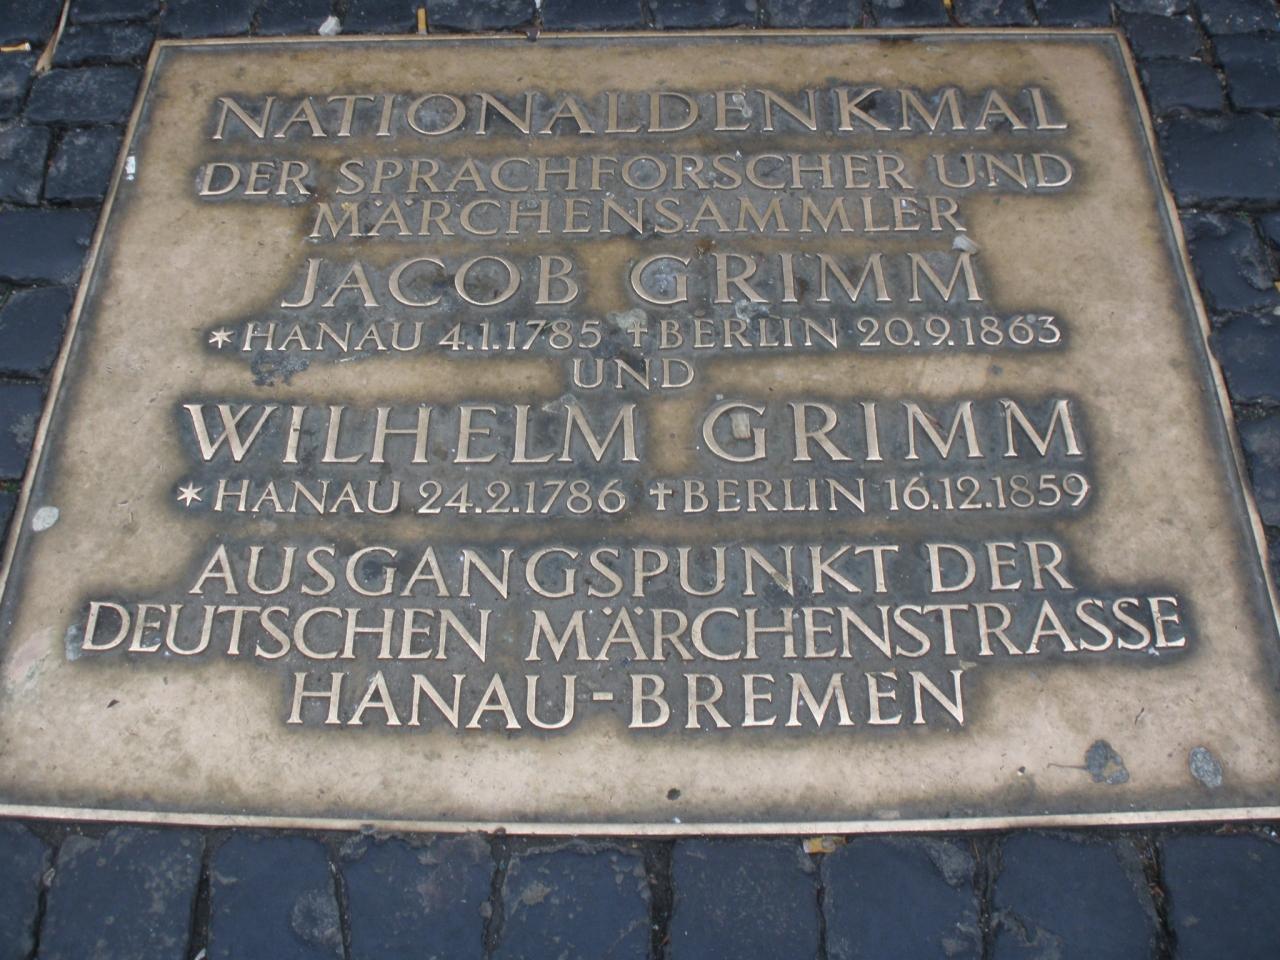 NATIONALDENKMAL
DER SPRACHFORSCHER UND
MÄRCHENSAMMLER
JACOB GRIMM
*HANAU 4.1.1785 ✝BERLIN 20.9.1863
UND
WILHELM GRIMM
*HANAU 24.2.1786 ✝BERLIN 16.12.1859
AUSGANGSPUNKT DER
DEUTSCHEN MÄRCHENSTRASSE
HANAU-BREMEN